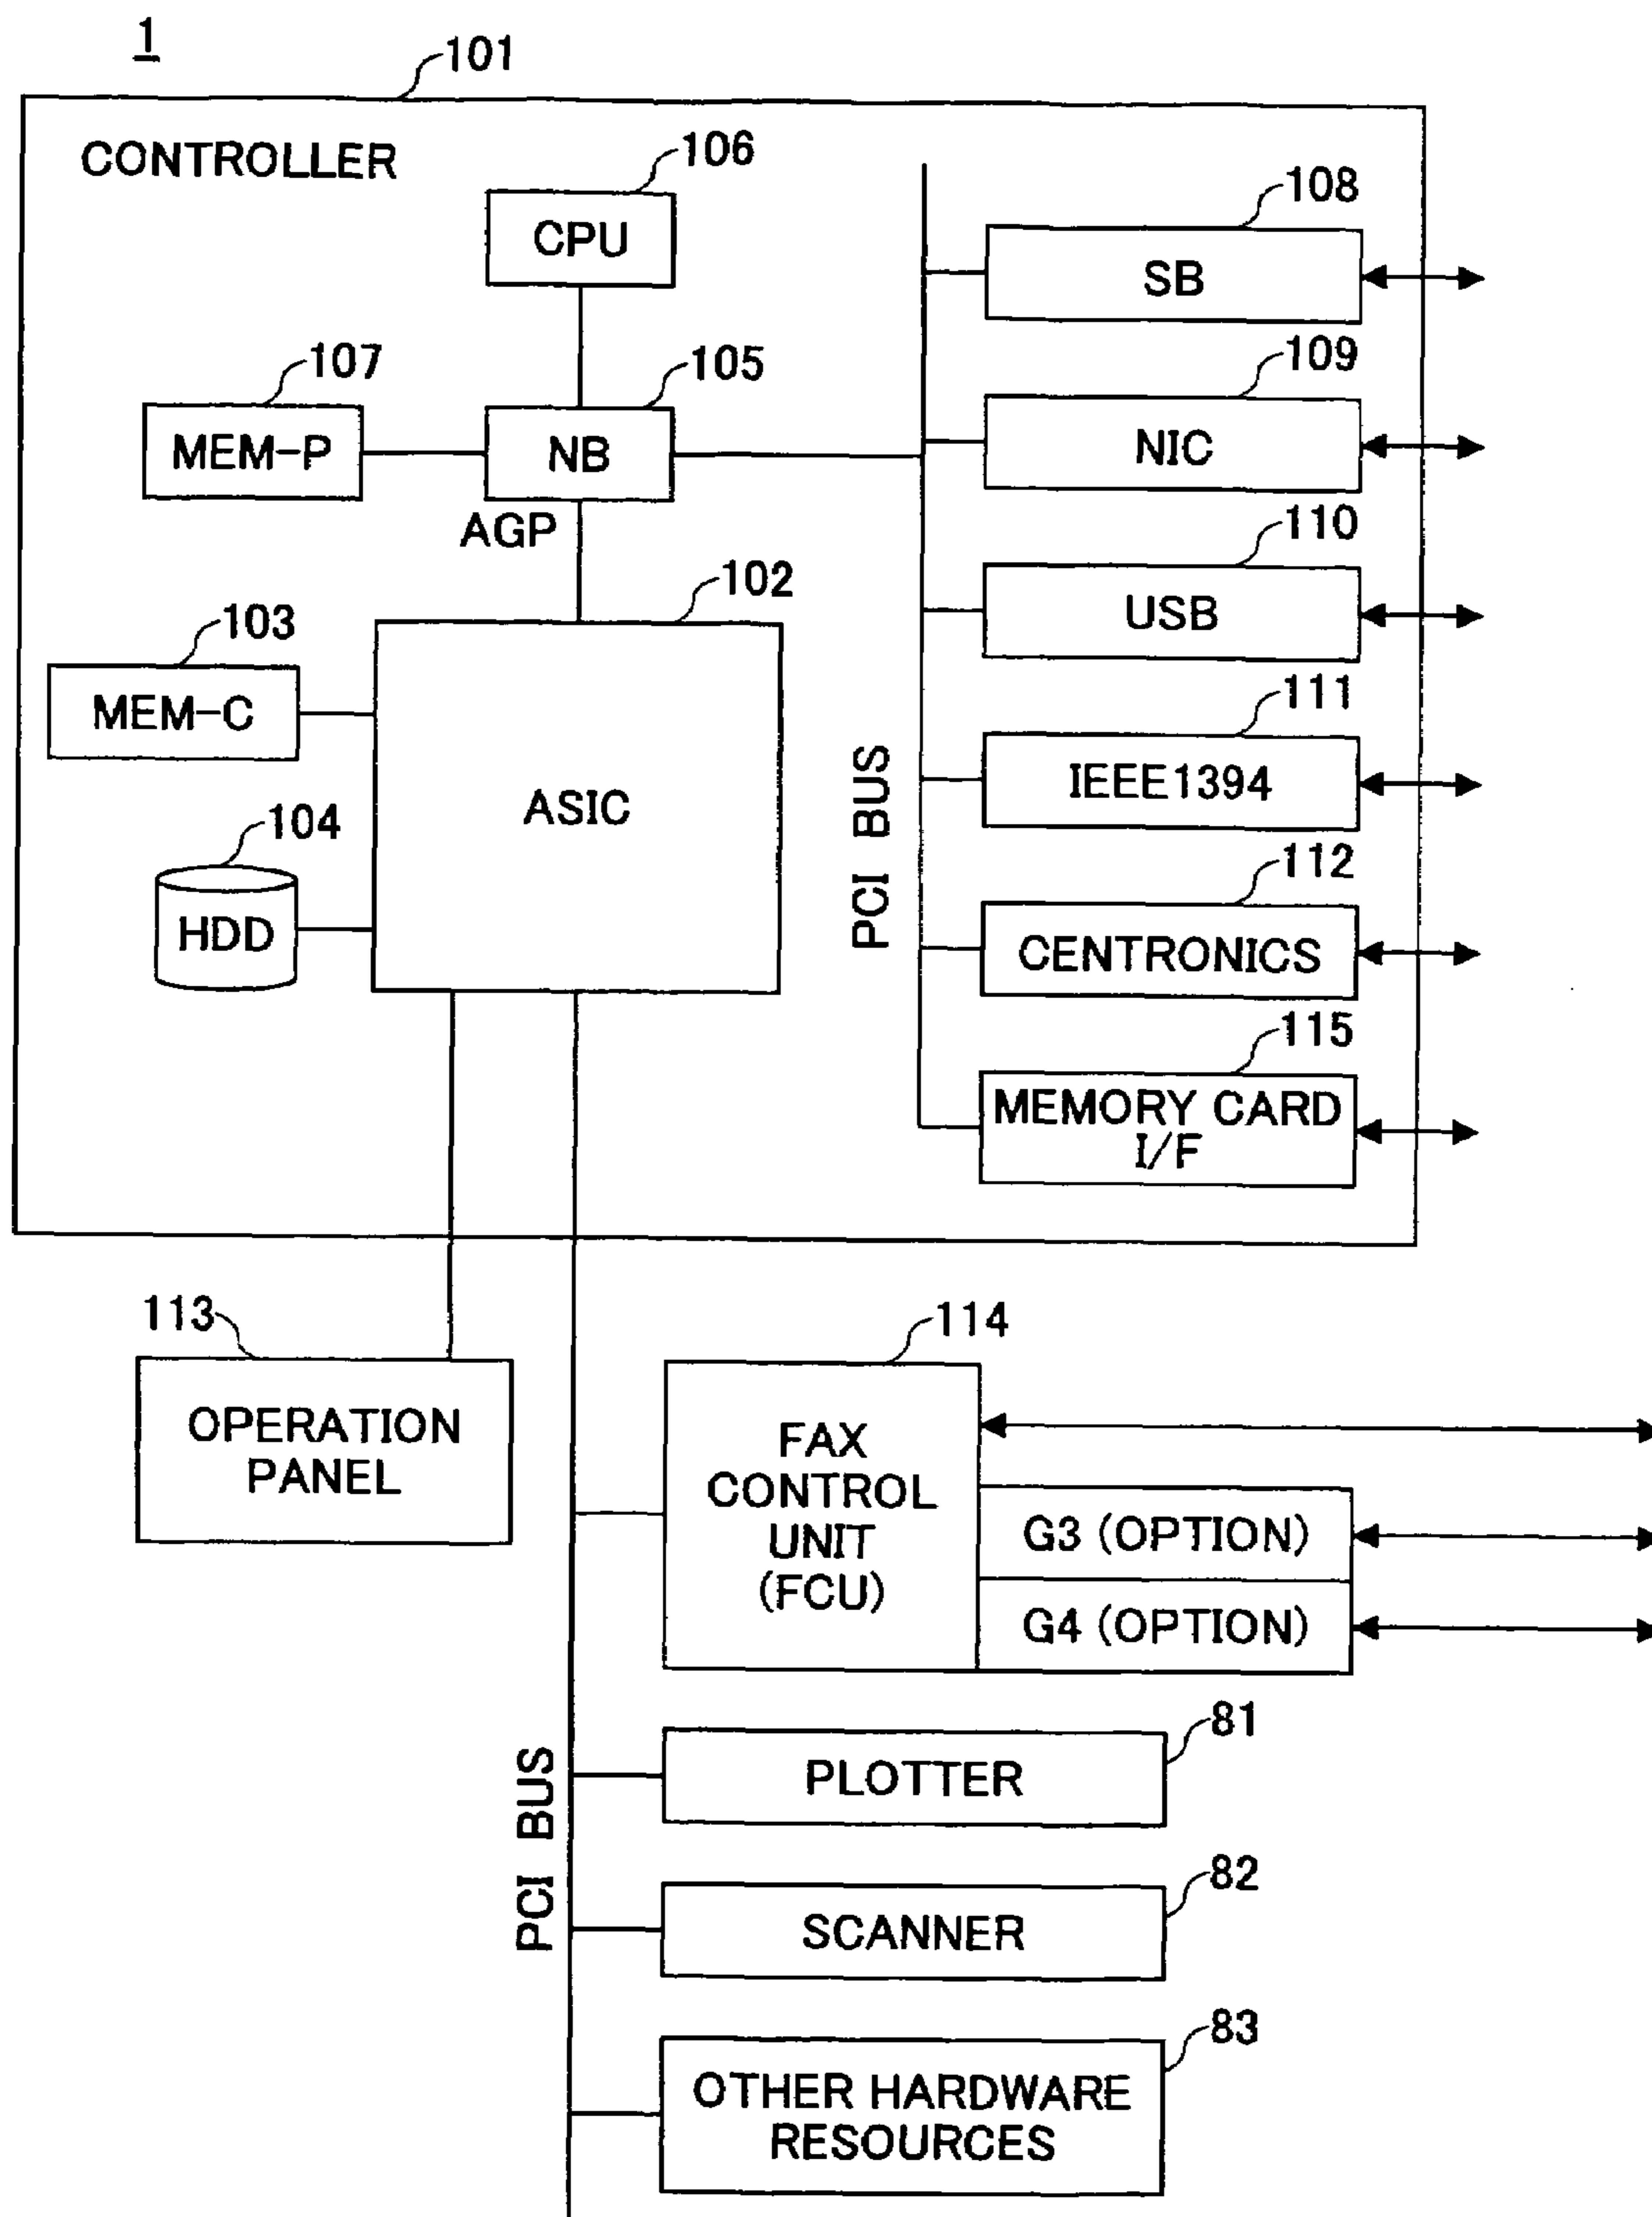 1
101
CONTROLLER
106
CPU
108
SB
107
MEM-P
105
NB
109
NIC
AGP
110
USB
102
103
MEM-C
ASIC
111
IEEE1394
PCI BUS
104
HDD
112
CENTRONICS
115
MEMORY CARD
I/F
113
OPERATION
PANEL
114
FAX
CONTROL
UNIT
(FCU)
G3 (OPTION)
G4 (OPTION)
PCI BUS
81
PLOTTER
82
SCANNER
83
OTHER HARDWARE
RESOURCES